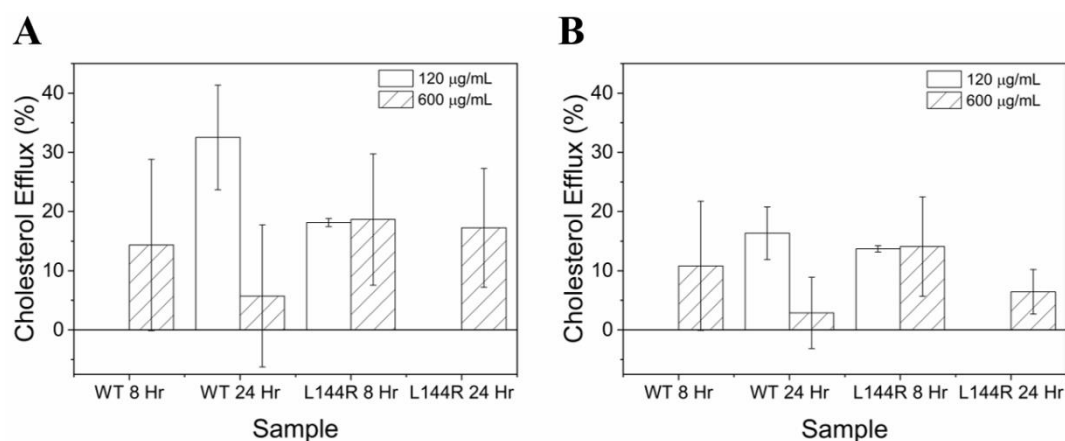 A
Cholesterol Efflux (%)
40
30
20
10
0
120 μg/mL
600 μg/mL
WT 8 Hr
WT 24 Hr
L144R 8 Hr
L144R 24 Hr
Sample
B
Cholesterol Efflux (%)
40
30
20
10
0
120 μg/mL
600 μg/mL
WT 8 Hr
WT 24 Hr
L144R 8 Hr
L144R 24 Hr
Sample